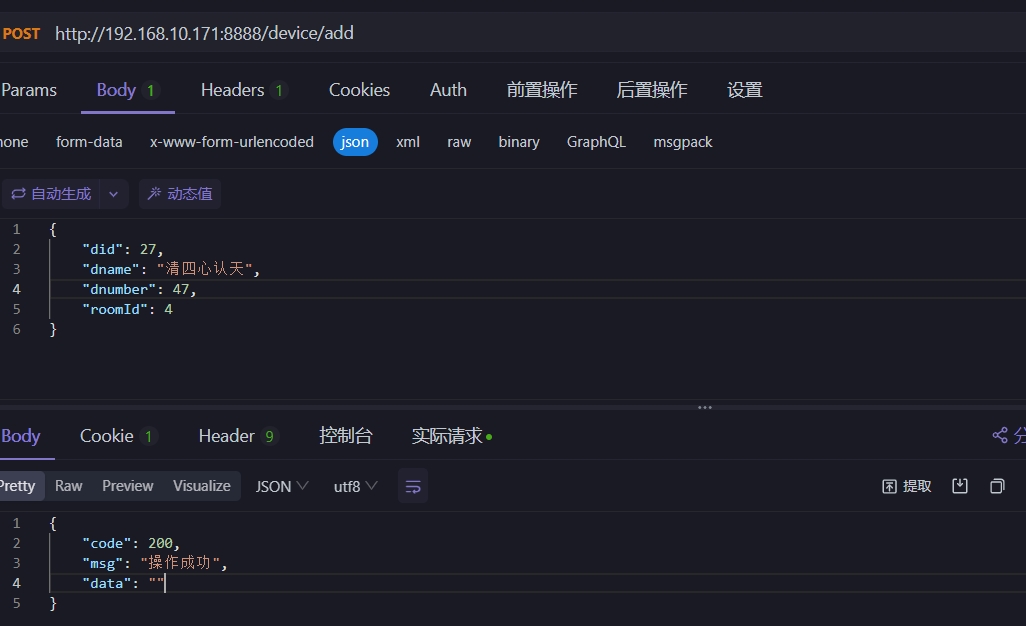 POST http://192.168.10.171:8888/device/add
Params Body 1 Headers 1 Cookies Auth 前置操作 后置操作 设置
none form-data x-www-form-urlencoded json xml raw binary GraphQL msgpack
自动生成 动态值
1 {
2 "did": 27,
3 "dname": "清四心认天",
4 "dnumber": 47,
5 "roomId": 4
6 }
Body Cookie 1 Header 9 控制台 实际请求 分
Pretty Raw Preview Visualize JSON utf8 提取
1 {
2 "code": 200,
3 "msg": "操作成功",
4 "data": ""
5 }